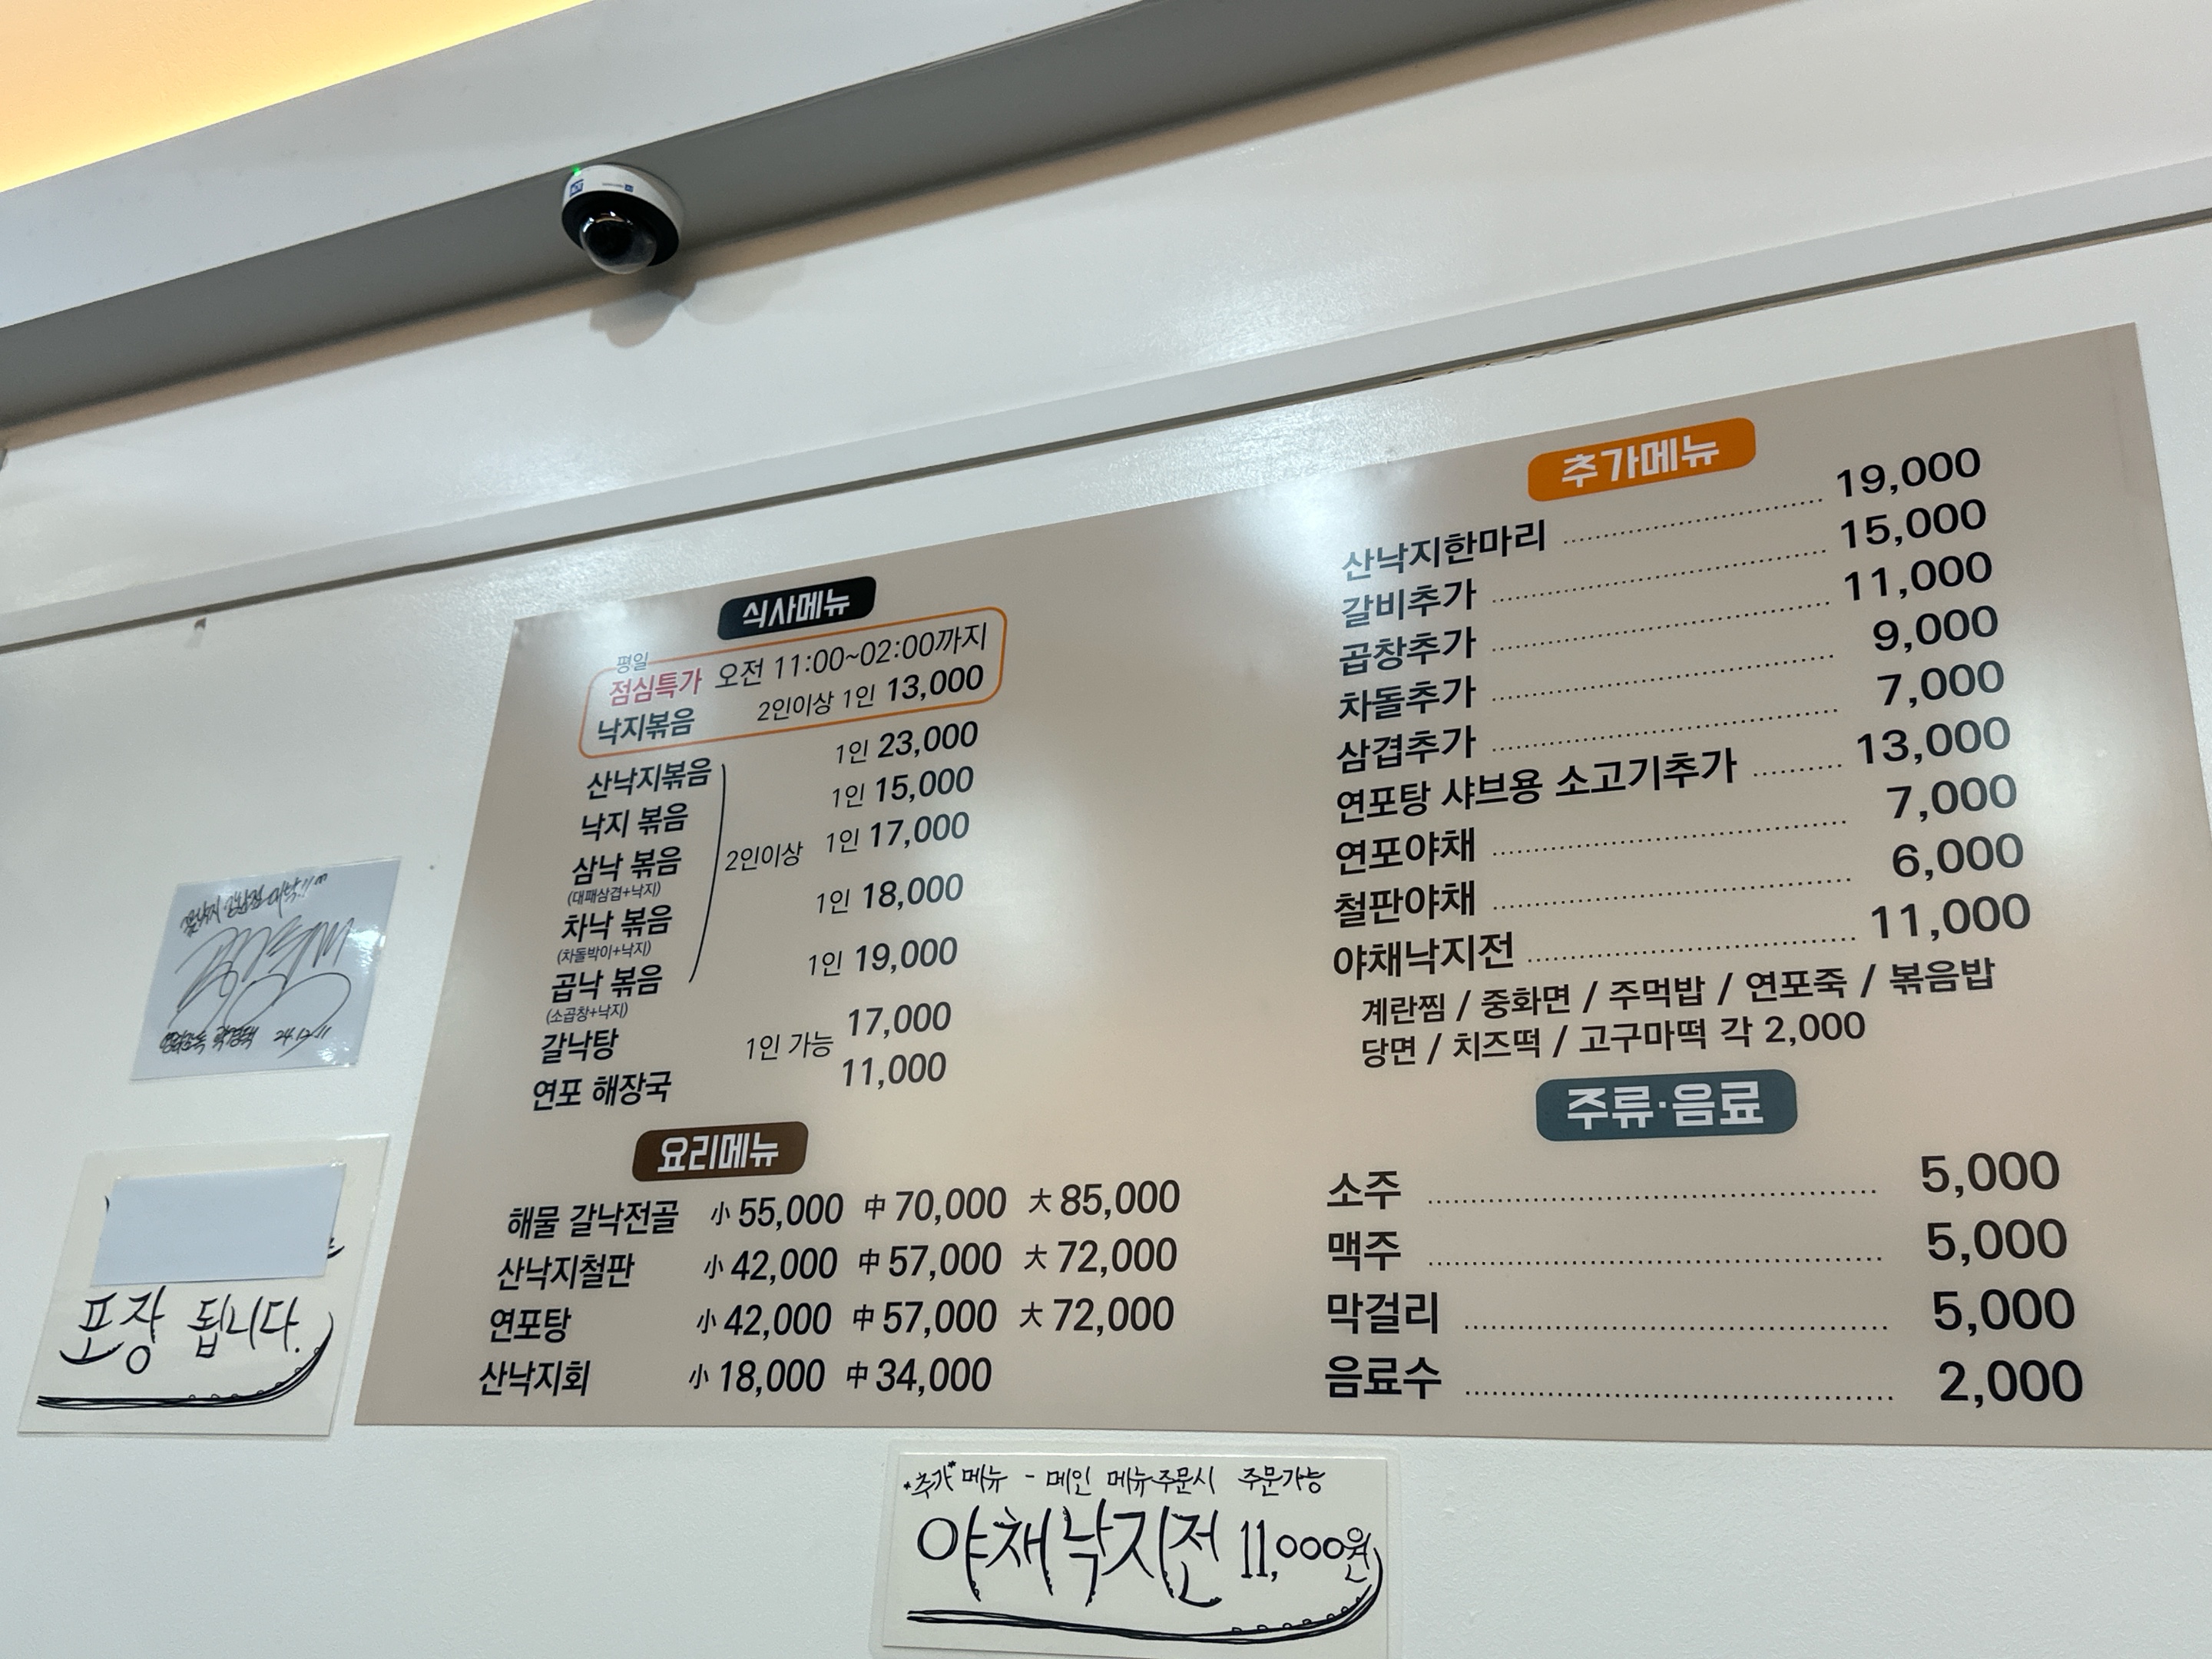 식사메뉴
평일
점심특가 오전 11:00~02:00까지
낙지볶음 2인이상 1인 13,000
산낙지볶음 1인 23,000
낙지 볶음 1인 15,000
삼낙 볶음 2인이상 1인 17,000
(대패삼겹+낙지)
차낙 볶음 1인 18,000
(차돌박이+낙지)
곱낙 볶음 1인 19,000
(소곱창+낙지)
갈낙탕 1인 가능 17,000
연포 해장국 11,000
요리메뉴
해물 갈낙전골 小 55,000 中 70,000 大 85,000
산낙지철판 小 42,000 中 57,000 大 72,000
연포탕 小 42,000 中 57,000 大 72,000
산낙지회 小 18,000 中 34,000
추가메뉴
산낙지한마리 19,000
갈비추가 15,000
곱창추가 11,000
차돌추가 9,000
삼겹추가 7,000
연포탕 샤브용 소고기추가 13,000
연포야채 7,000
철판야채 6,000
야채낙지전 11,000
계란찜 / 중화면 / 주먹밥 / 연포죽 / 볶음밥
당면 / 치즈떡 / 고구마떡 각 2,000
주류·음료
소주 5,000
맥주 5,000
막걸리 5,000
음료수 2,000
24.12.11
포장 됩니다.
*추가* 메뉴 - 메인 메뉴주문시 주문가능
야채낙지전 11,000원